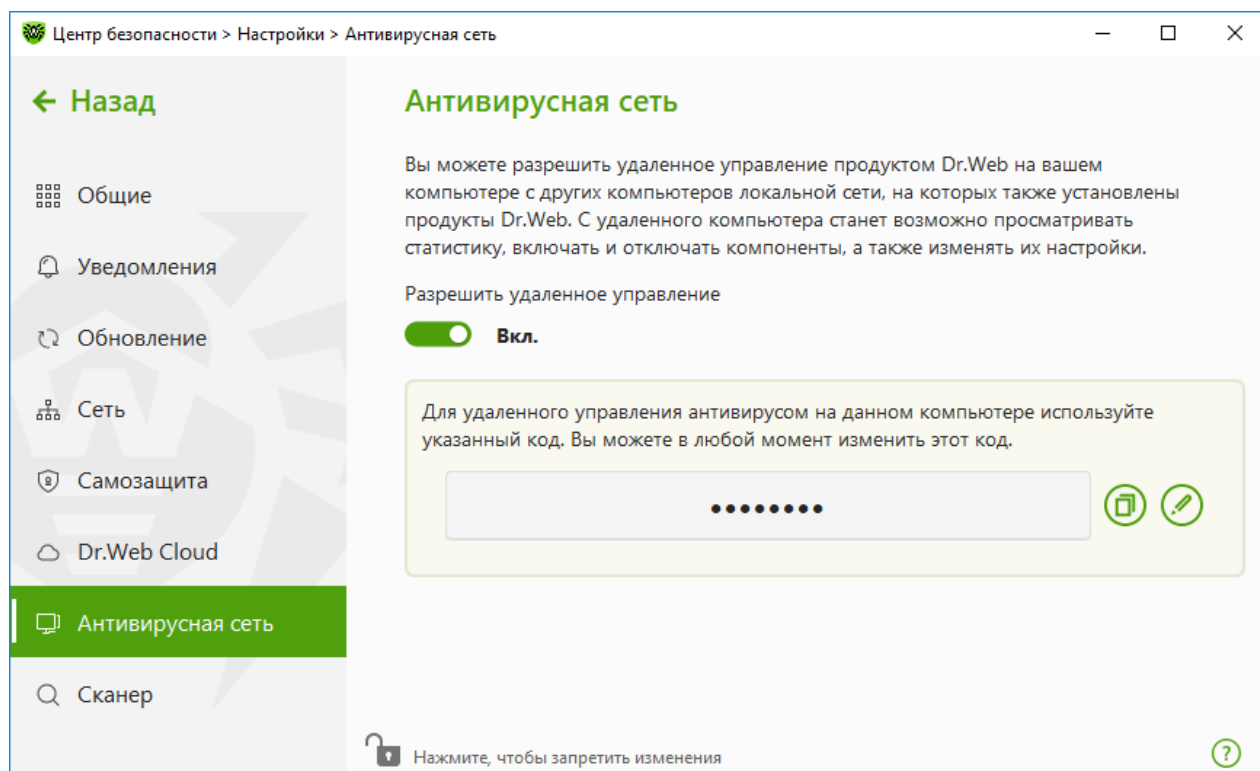 Центр безопасности > Настройки > Антивирусная сеть
Назад
Общие
Уведомления
Обновление
Сеть
Самозащита
Dr.Web Cloud
Антивирусная сеть
Сканер
Антивирусная сеть
Вы можете разрешить удаленное управление продуктом Dr.Web на вашем
компьютере с других компьютеров локальной сети, на которых также установлены
продукты Dr.Web. С удаленного компьютера станет возможно просматривать
статистику, включать и отключать компоненты, а также изменять их настройки.
Разрешить удаленное управление
Вкл.
Для удаленного управления антивирусом на данном компьютере используйте
указанный код. Вы можете в любой момент изменить этот код.
••••••••
Нажмите, чтобы запретить изменения
?